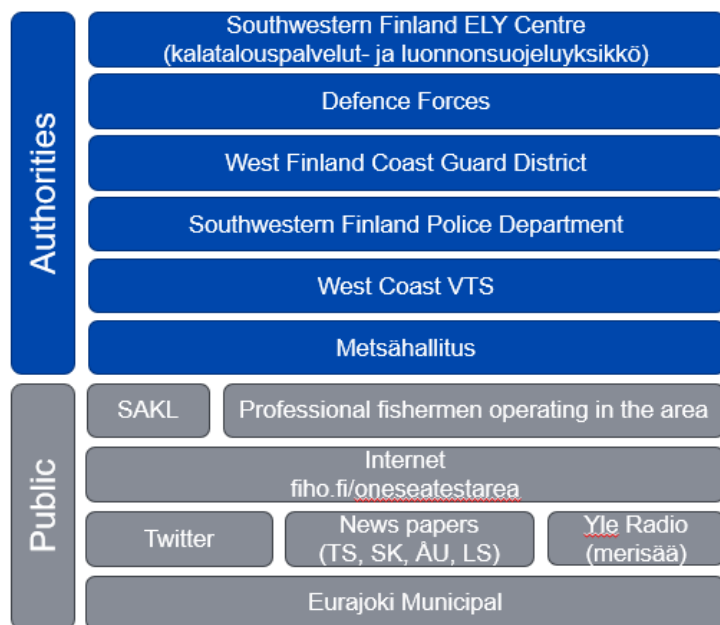 Authorities
Southwestern Finland ELY Centre
(kalatalouspalvelut- ja luonnonsuojeluyksikkö)
Defence Forces
West Finland Coast Guard District
Southwestern Finland Police Department
West Coast VTS
Metsähallitus
Public
SAKL
Professional fishermen operating in the area
Internet
fiho.fi/oneseatestarea
Twitter
News papers
(TS, SK, ÅU, LS)
Yle Radio
(merisää)
Eurajoki Municipal